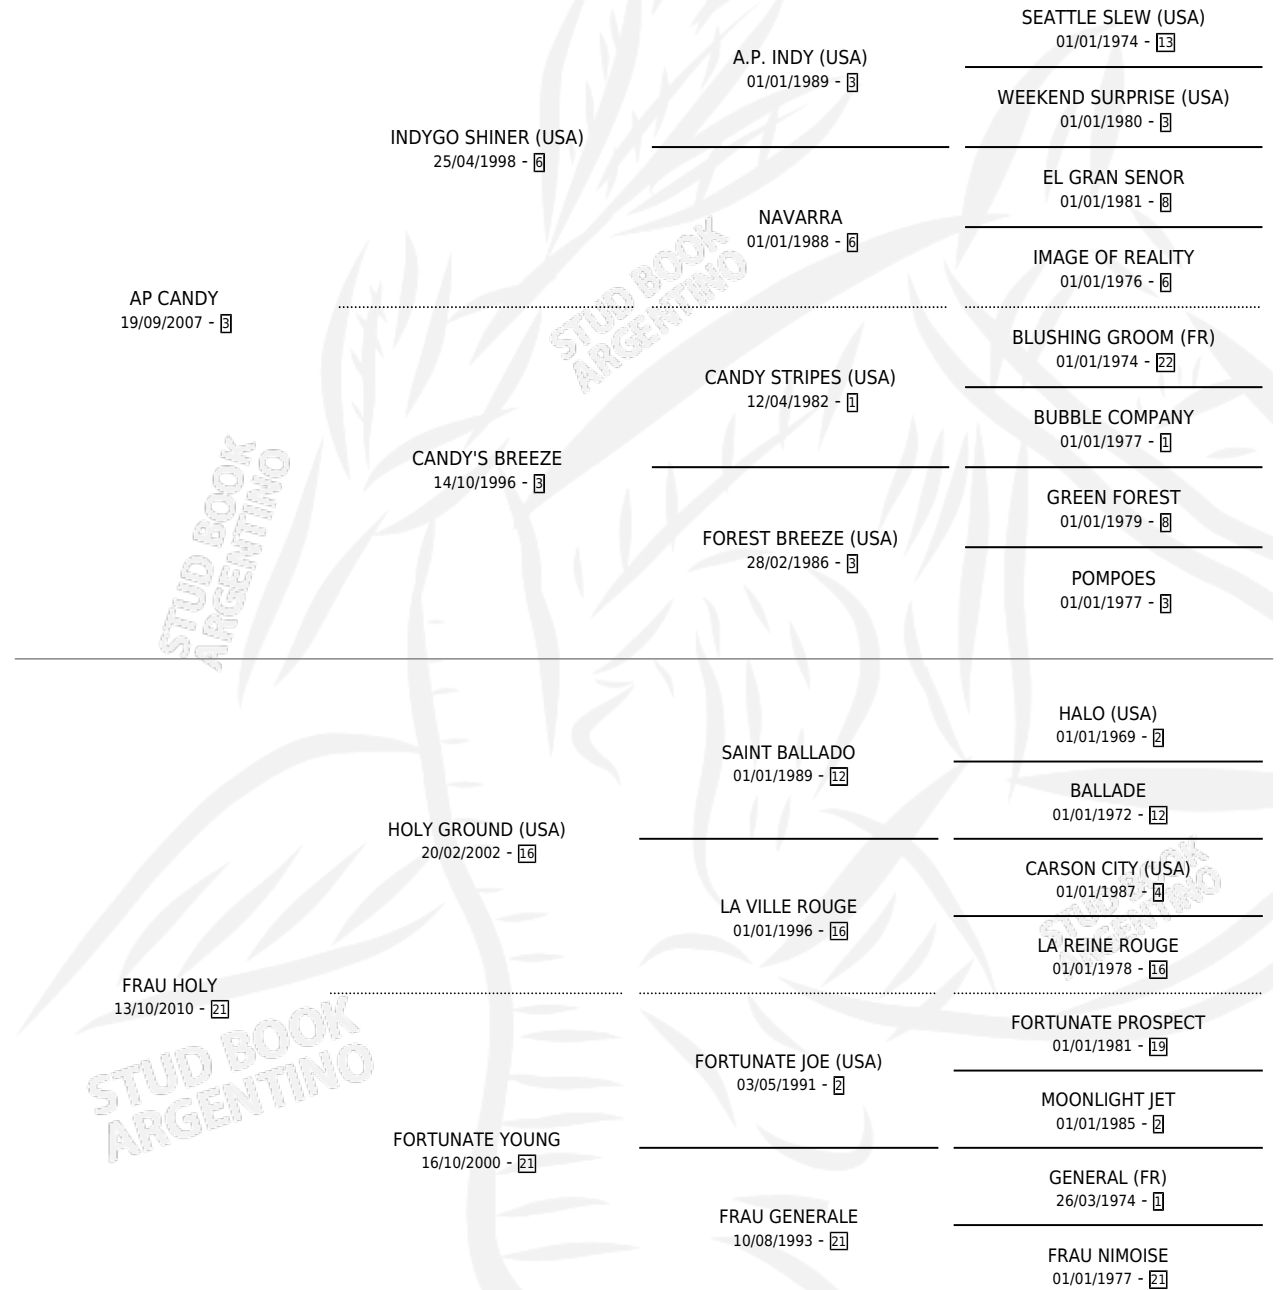 SEATTLE SLEW (USA)
01/01/1974 - 13
A.P. INDY (USA)
01/01/1989 - 3
WEEKEND SURPRISE (USA)
01/01/1980 - 3
INDYGO SHINER (USA)
25/04/1998 - 6
EL GRAN SENOR
01/01/1981 - 8
NAVARRA
01/01/1988 - 6
IMAGE OF REALITY
01/01/1976 - 6
AP CANDY
19/09/2007 - 3
BLUSHING GROOM (FR)
01/01/1974 - 22
CANDY STRIPES (USA)
12/04/1982 - 1
BUBBLE COMPANY
01/01/1977 - 1
CANDY'S BREEZE
14/10/1996 - 3
GREEN FOREST
01/01/1979 - 8
FOREST BREEZE (USA)
28/02/1986 - 3
POMPOES
01/01/1977 - 3
HALO (USA)
01/01/1969 - 2
SAINT BALLADO
01/01/1989 - 12
BALLADE
01/01/1972 - 12
HOLY GROUND (USA)
20/02/2002 - 16
CARSON CITY (USA)
01/01/1987 - 4
LA VILLE ROUGE
01/01/1996 - 16
LA REINE ROUGE
01/01/1978 - 16
FRAU HOLY
13/10/2010 - 21
FORTUNATE PROSPECT
01/01/1981 - 19
FORTUNATE JOE (USA)
03/05/1991 - 2
MOONLIGHT JET
01/01/1985 - 2
FORTUNATE YOUNG
16/10/2000 - 21
GENERAL (FR)
26/03/1974 - 1
FRAU GENERALE
10/08/1993 - 21
FRAU NIMOISE
01/01/1977 - 21
STUD BOOK
ARGENTINO
STUD BOOK
ARGENTINO
STUD BOOK
ARGENTINO
STUD BOOK
ARGENTINO